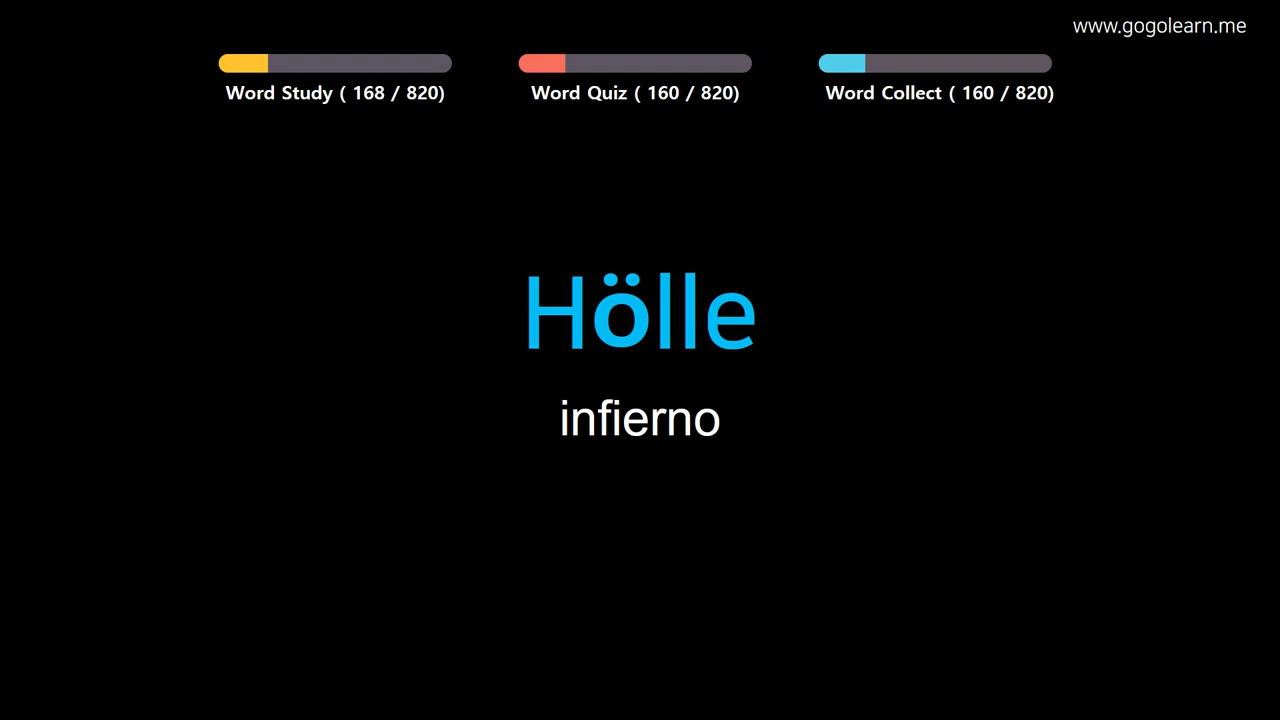 www.gogolearn.me
Word Study ( 168 / 820)
Word Quiz ( 160 / 820)
Word Collect ( 160 / 820)
Hölle
infierno